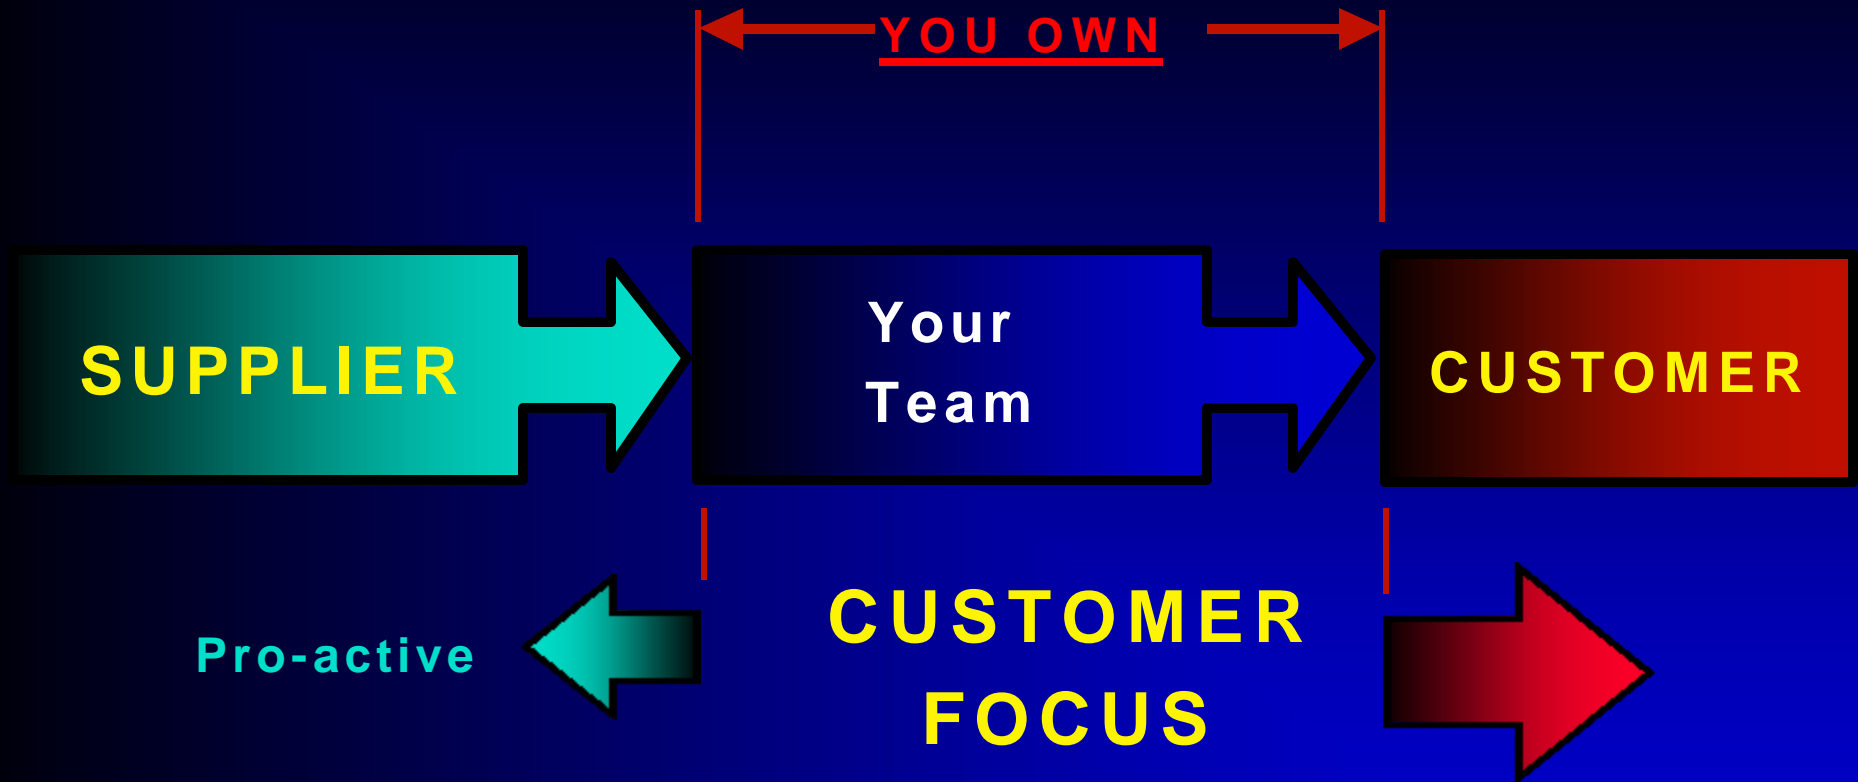 YOU OWN
SUPPLIER
Your
Team
CUSTOMER
Pro-active
CUSTOMER
FOCUS